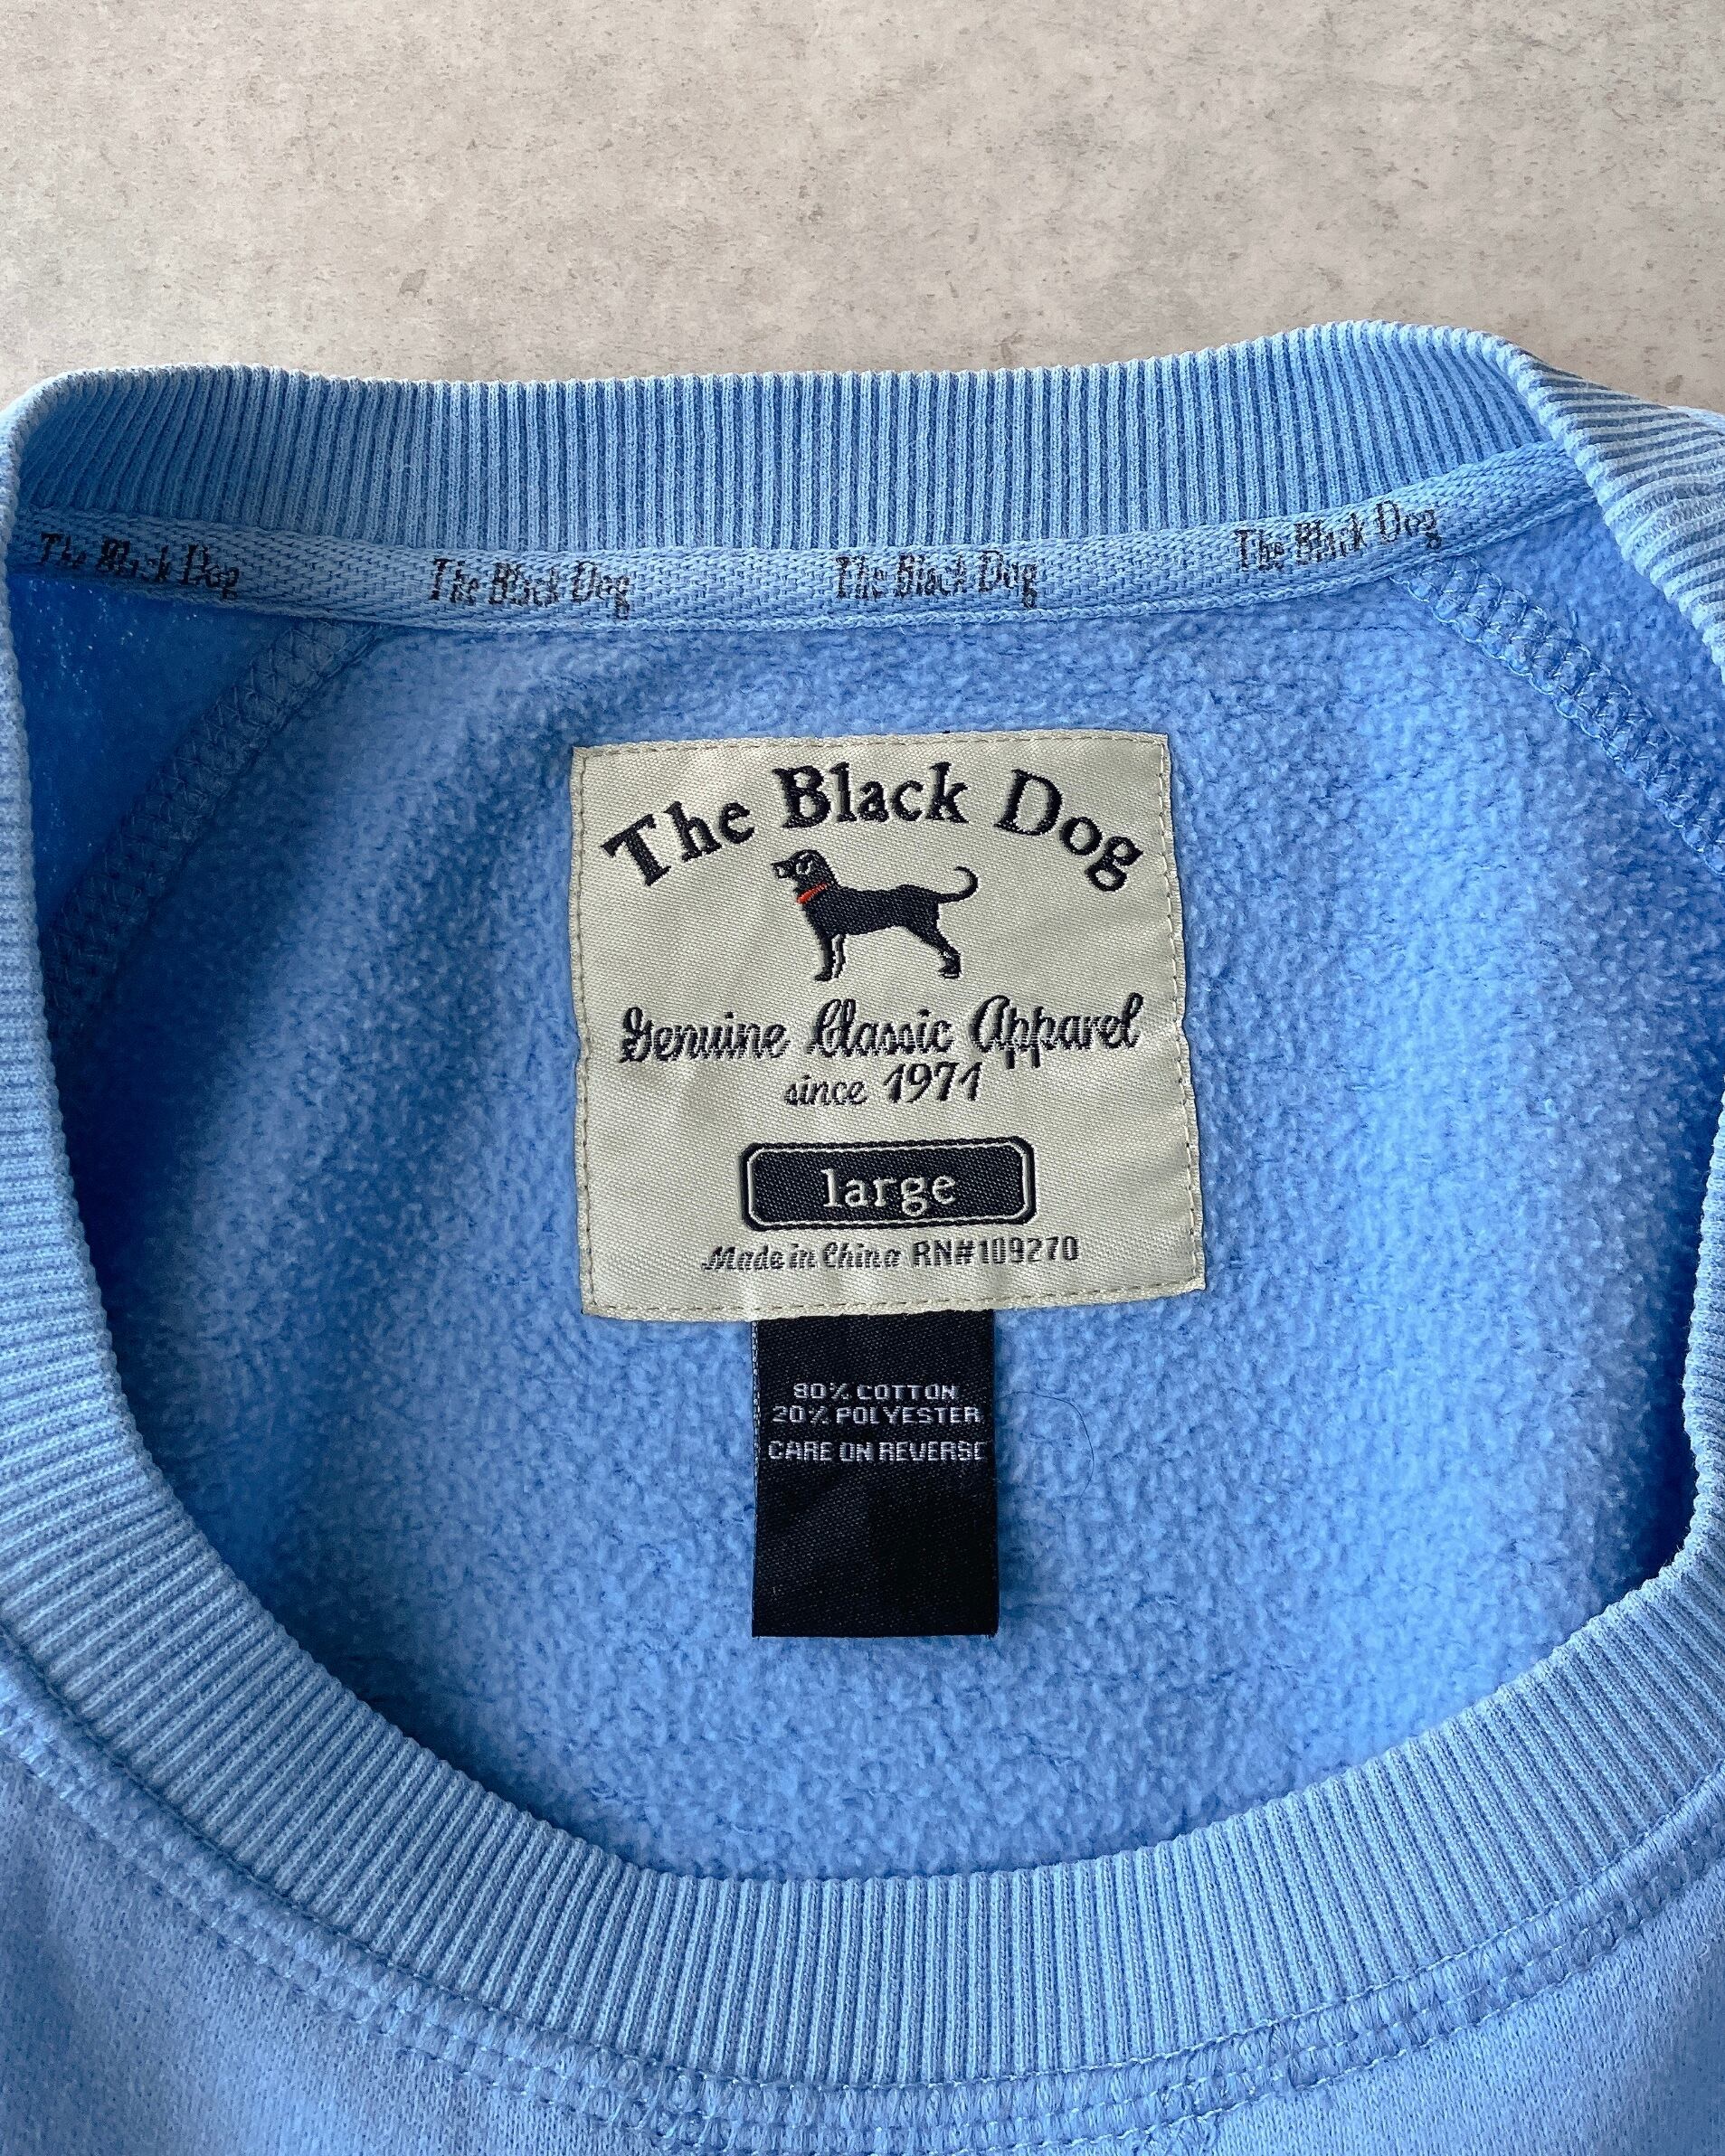 The Black Dog The Black Dog The Black Dog The Black Dog
The Black Dog
Genuine Classic Apparel
since 1971
large
Made in China RN#109270
80% COTTON
20% POLYESTER
CARE ON REVERSE